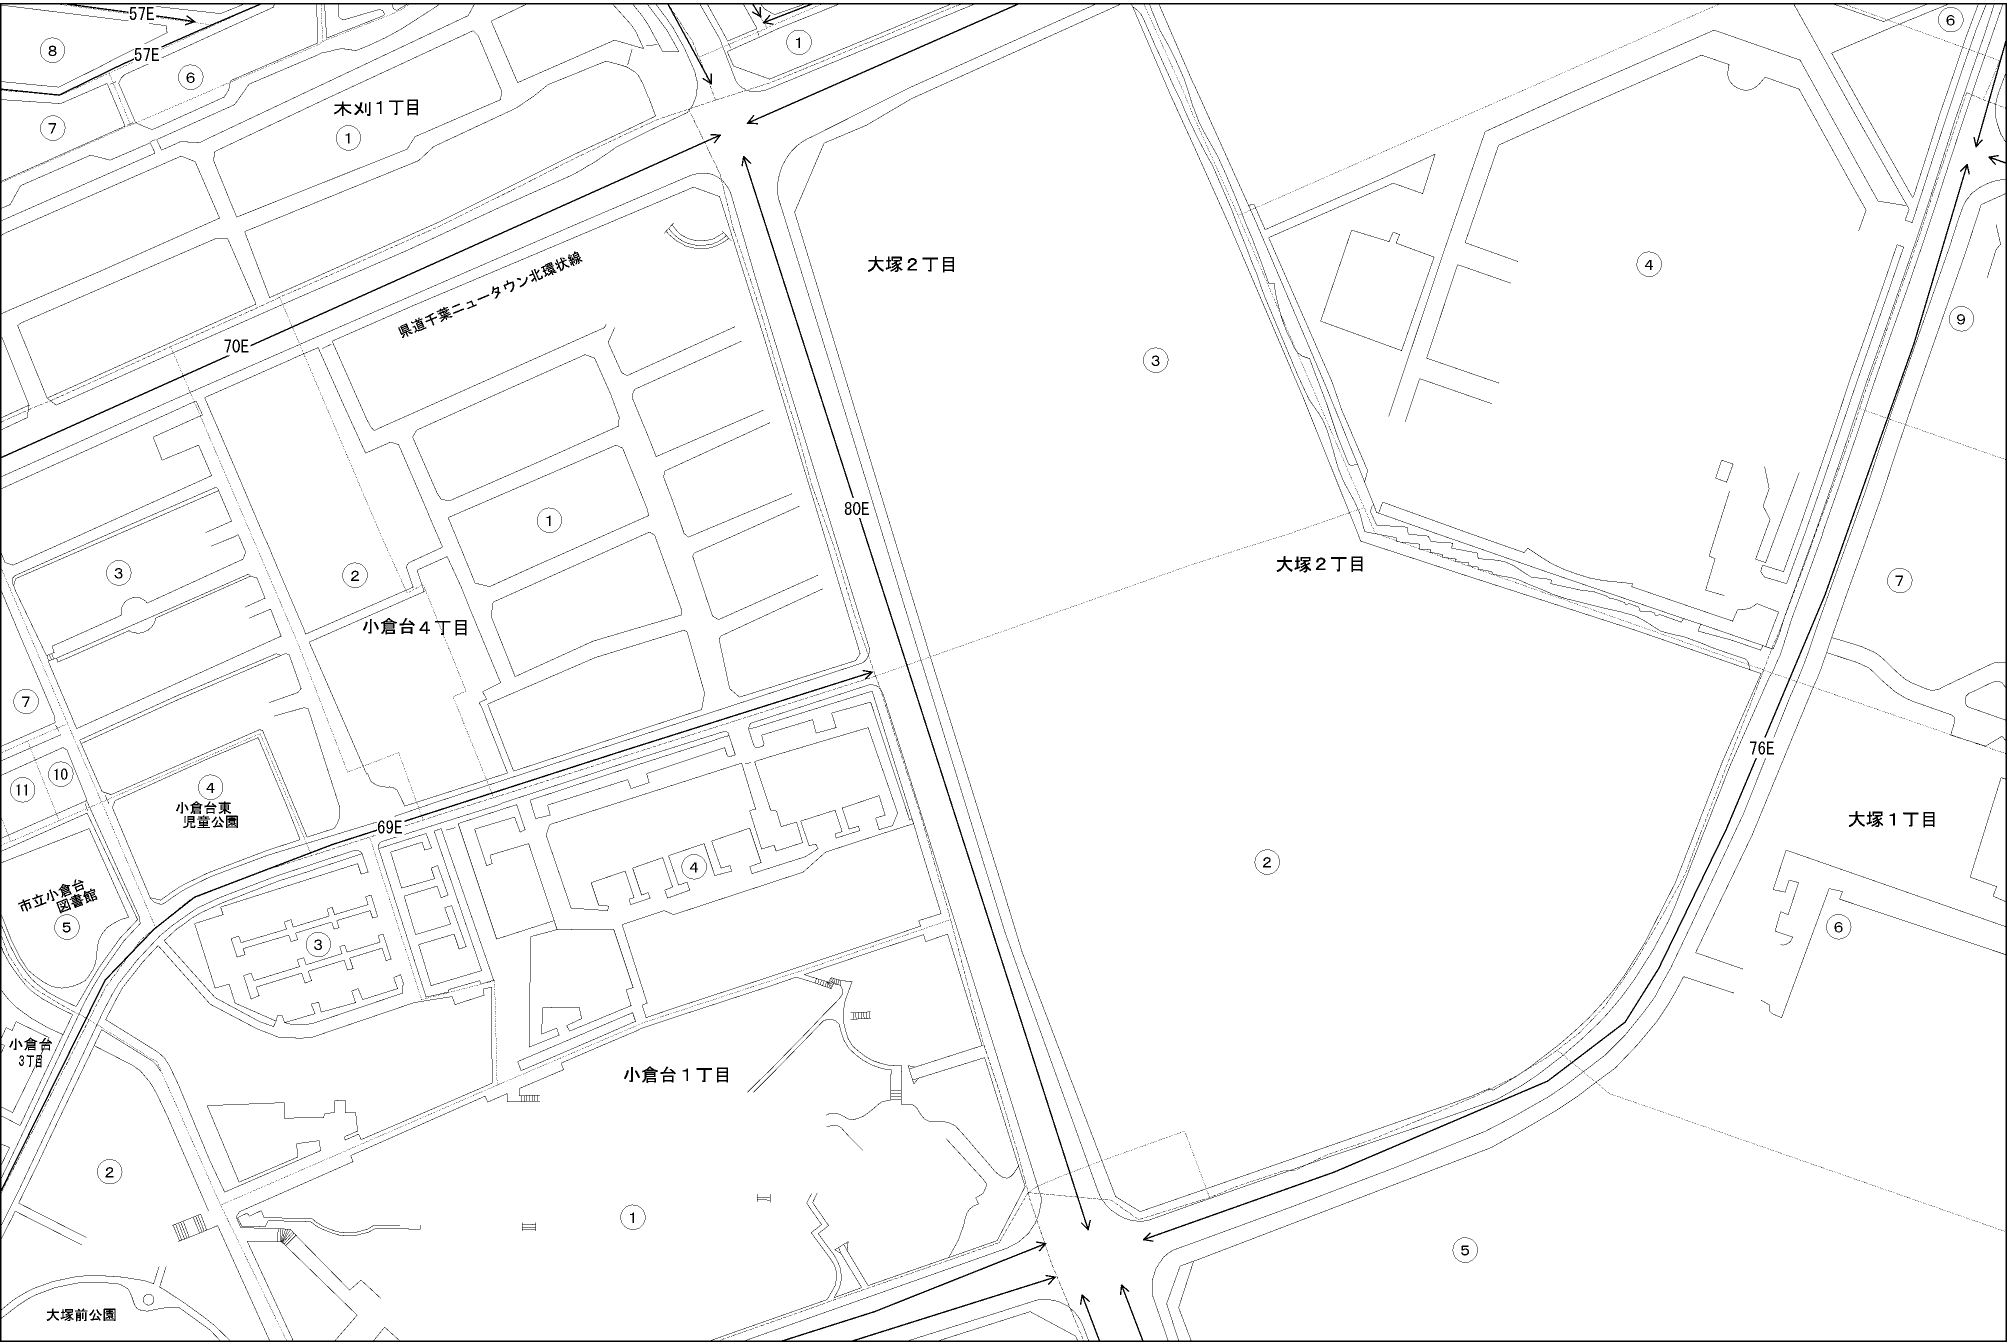 57E
⑧
57E
⑥
①
⑥
⑦
木刈1丁目
①
大塚2丁目
④
県道千葉ニュータウン北環状線
⑨
70E
③
80E
①
大塚2丁目
③
②
⑦
小倉台4丁目
⑦
76E
⑩
⑪
④
小倉台東
児童公園
69E
大塚1丁目
④
②
市立小倉台
図書館
⑤
③
⑥
小倉台
3丁目
小倉台1丁目
②
①
⑤
大塚前公園